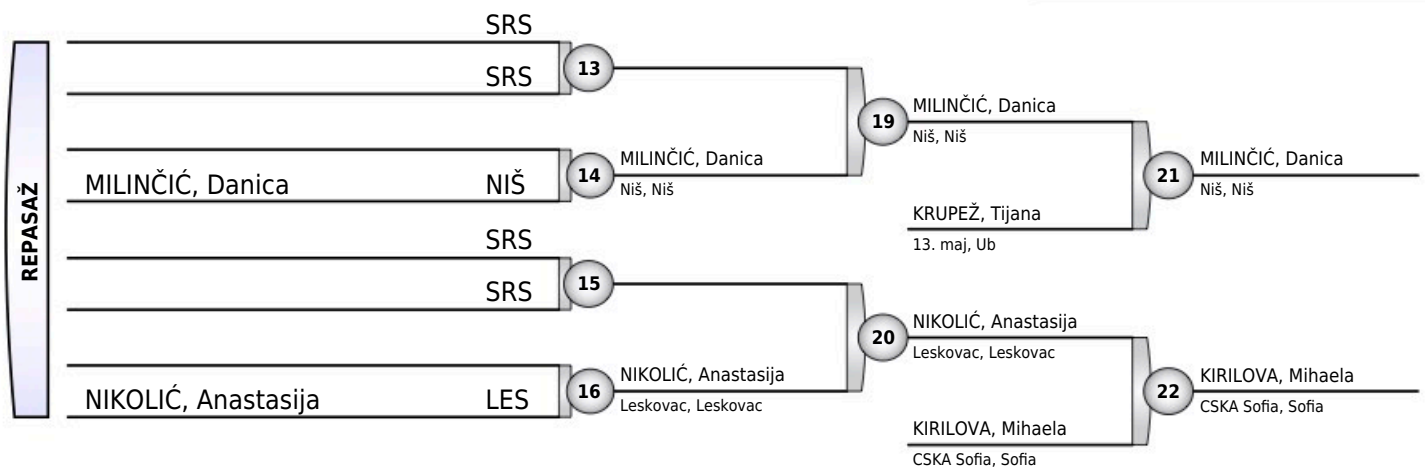 REPASAŽ
SRS
SRS
13
MILINČIĆ, Danica NIŠ
14
MILINČIĆ, Danica
Niš, Niš
19
MILINČIĆ, Danica
Niš, Niš
KRUPEŽ, Tijana
13. maj, Ub
21
MILINČIĆ, Danica
Niš, Niš
SRS
SRS
15
NIKOLIĆ, Anastasija LES
16
NIKOLIĆ, Anastasija
Leskovac, Leskovac
20
NIKOLIĆ, Anastasija
Leskovac, Leskovac
KIRILOVA, Mihaela
CSKA Sofia, Sofia
22
KIRILOVA, Mihaela
CSKA Sofia, Sofia